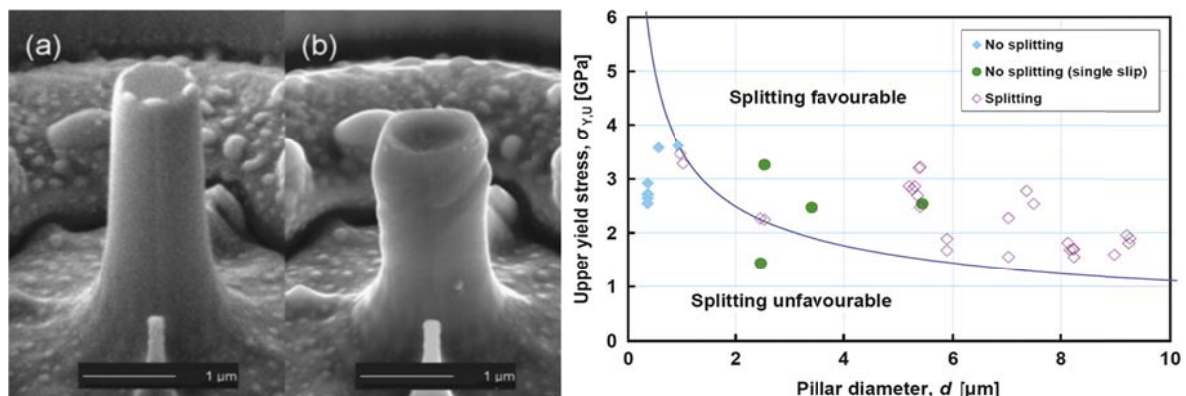 (a)
(b)
1 µm
1 µm
6
5
4
3
2
1
0
0 2 4 6 8 10
Upper yield stress, σY,U [GPa]
Pillar diameter, d [µm]
No splitting
No splitting (single slip)
Splitting
Splitting favourable
Splitting unfavourable